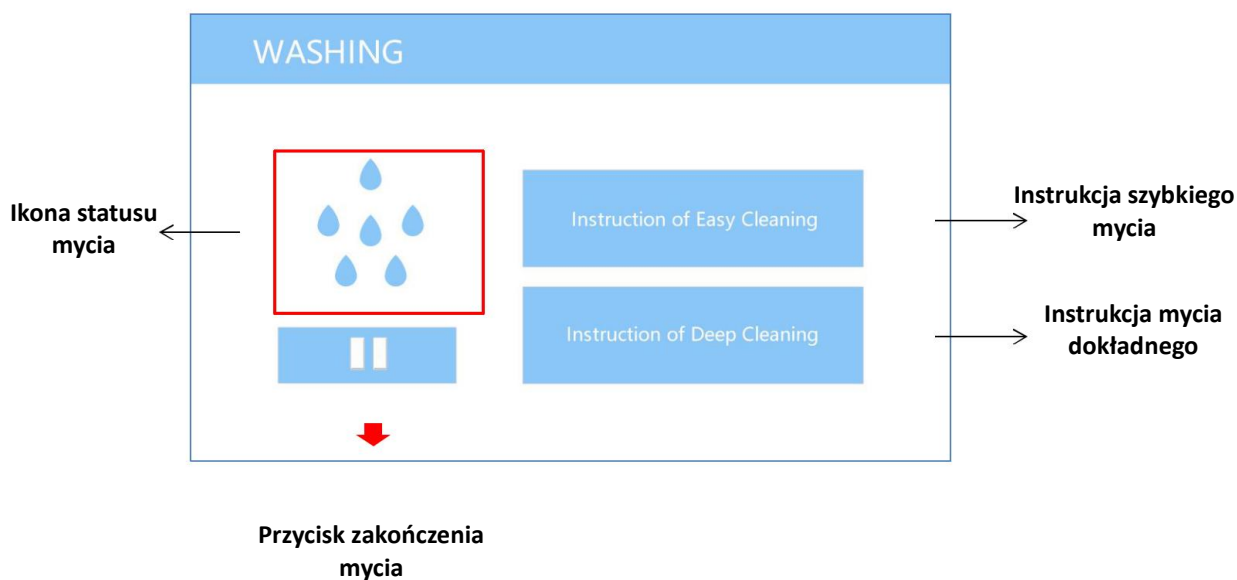 WASHING
Ikona statusu
mycia
Instruction of Easy Cleaning
Instrukcja szybkiego
mycia
Instruction of Deep Cleaning
Instrukcja mycia
dokładnego
Przycisk zakończenia
mycia